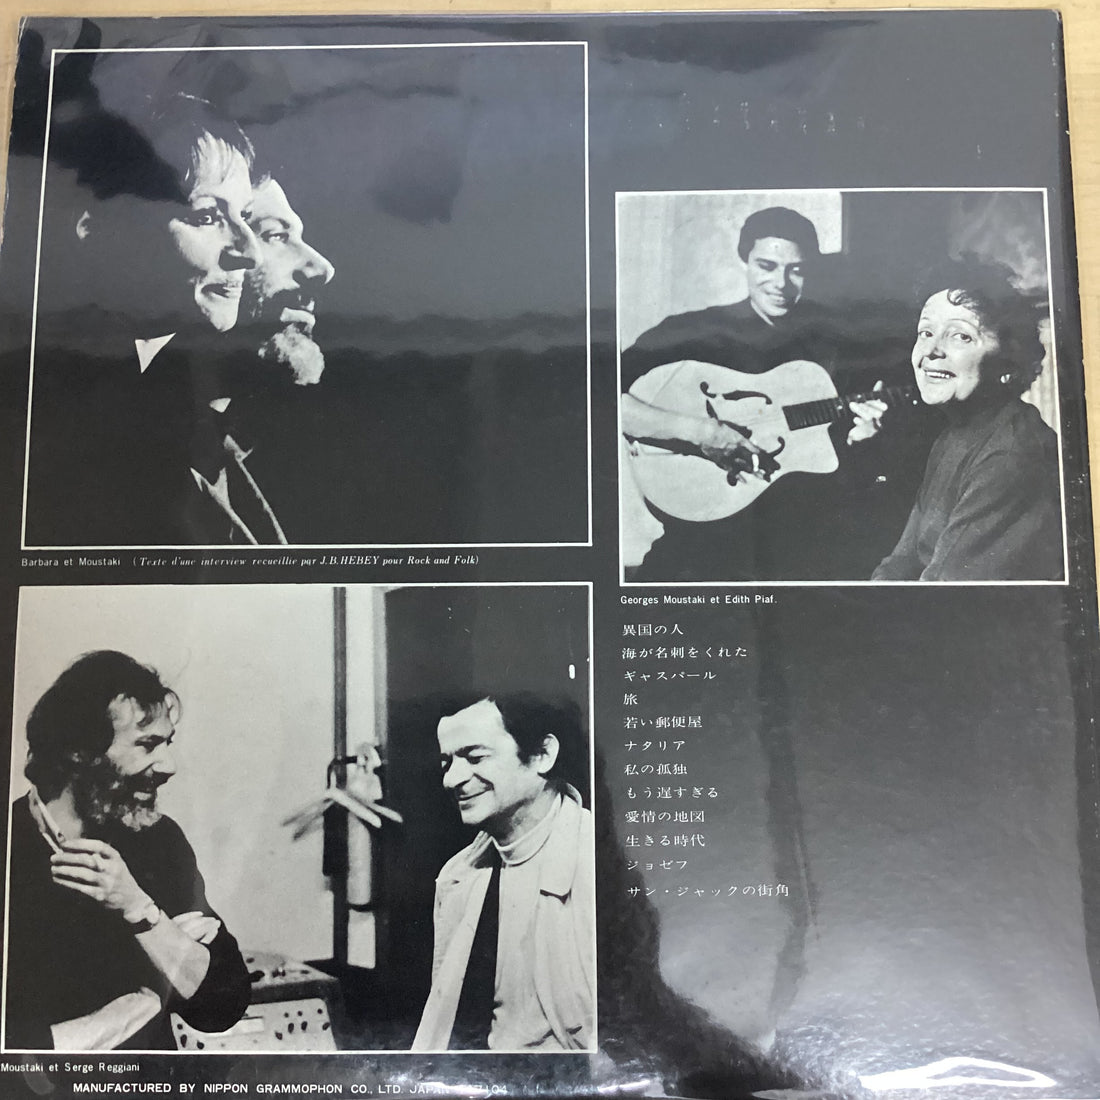 Barbara et Moustaki (Texte d'une interview recueillie par J.B.HEBEY pour Rock and Folk)
Georges Moustaki et Edith Piaf.
異国の人
海が名刺をくれた
ギャスパール
旅
若い郵便屋
ナタリア
私の孤独
もう遅すぎる
愛情の地図
生きる時代
ジョゼフ
サン・ジャックの街角
Moustaki et Serge Reggiani
MANUFACTURED BY NIPPON GRAMMOPHON CO., LTD. JAPAN